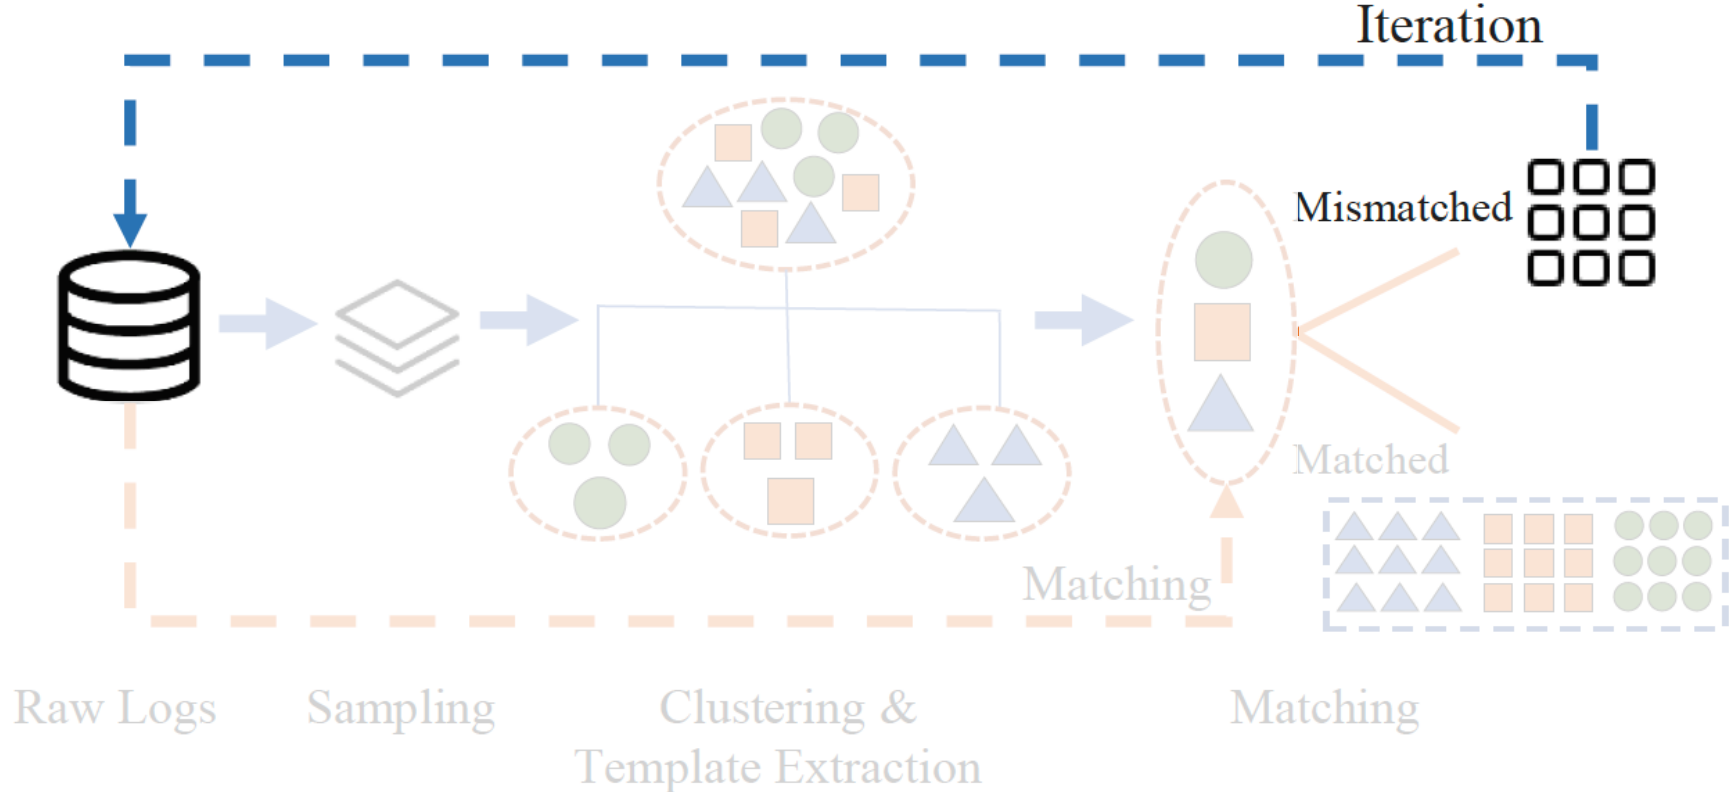 Iteration
Mismatched
Matched
Matching
Raw Logs
Sampling
Clustering &
Template Extraction
Matching